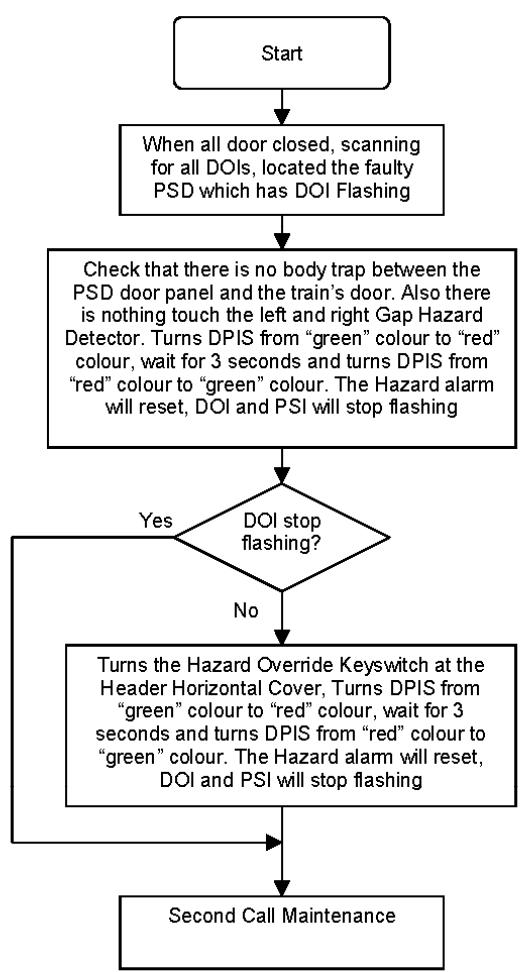 Start
When all door closed, scanning
for all DOIs, located the faulty
PSD which has DOI Flashing
Check that there is no body trap between the
PSD door panel and the train's door. Also there
is nothing touch the left and right Gap Hazard
Detector. Turns DPIS from “green” colour to “red”
colour, wait for 3 seconds and turns DPIS from
“red” colour to “green” colour. The Hazard alarm
will reset, DOI and PSI will stop flashing
Yes
DOI stop
flashing?
No
Turns the Hazard Override Keyswitch at the
Header Horizontal Cover, Turns DPIS from
“green” colour to “red” colour, wait for 3
seconds and turns DPIS from “red” colour to
“green” colour. The Hazard alarm will reset,
DOI and PSI will stop flashing
Second Call Maintenance